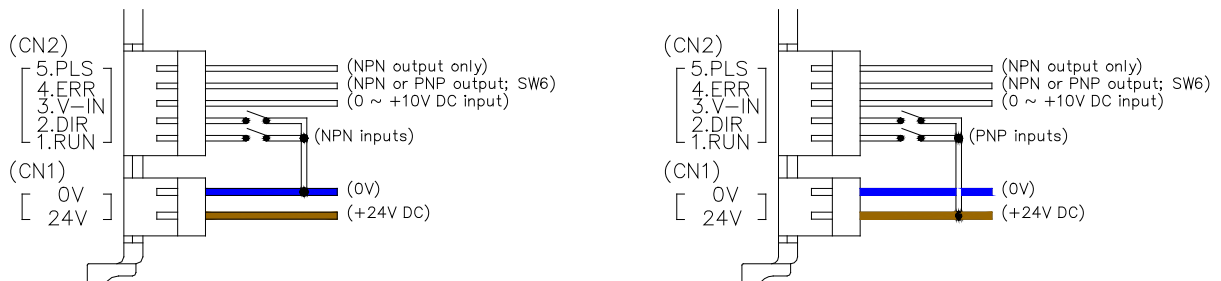 (CN2)
5.PLS (NPN output only)
4.ERR (NPN or PNP output; SW6)
3.V-IN (0 ~ +10V DC input)
2.DIR
1.RUN (NPN inputs)
(CN1)
0V (0V)
24V (+24V DC)
(CN2)
5.PLS (NPN output only)
4.ERR (NPN or PNP output; SW6)
3.V-IN (0 ~ +10V DC input)
2.DIR
1.RUN (PNP inputs)
(CN1)
0V (0V)
24V (+24V DC)